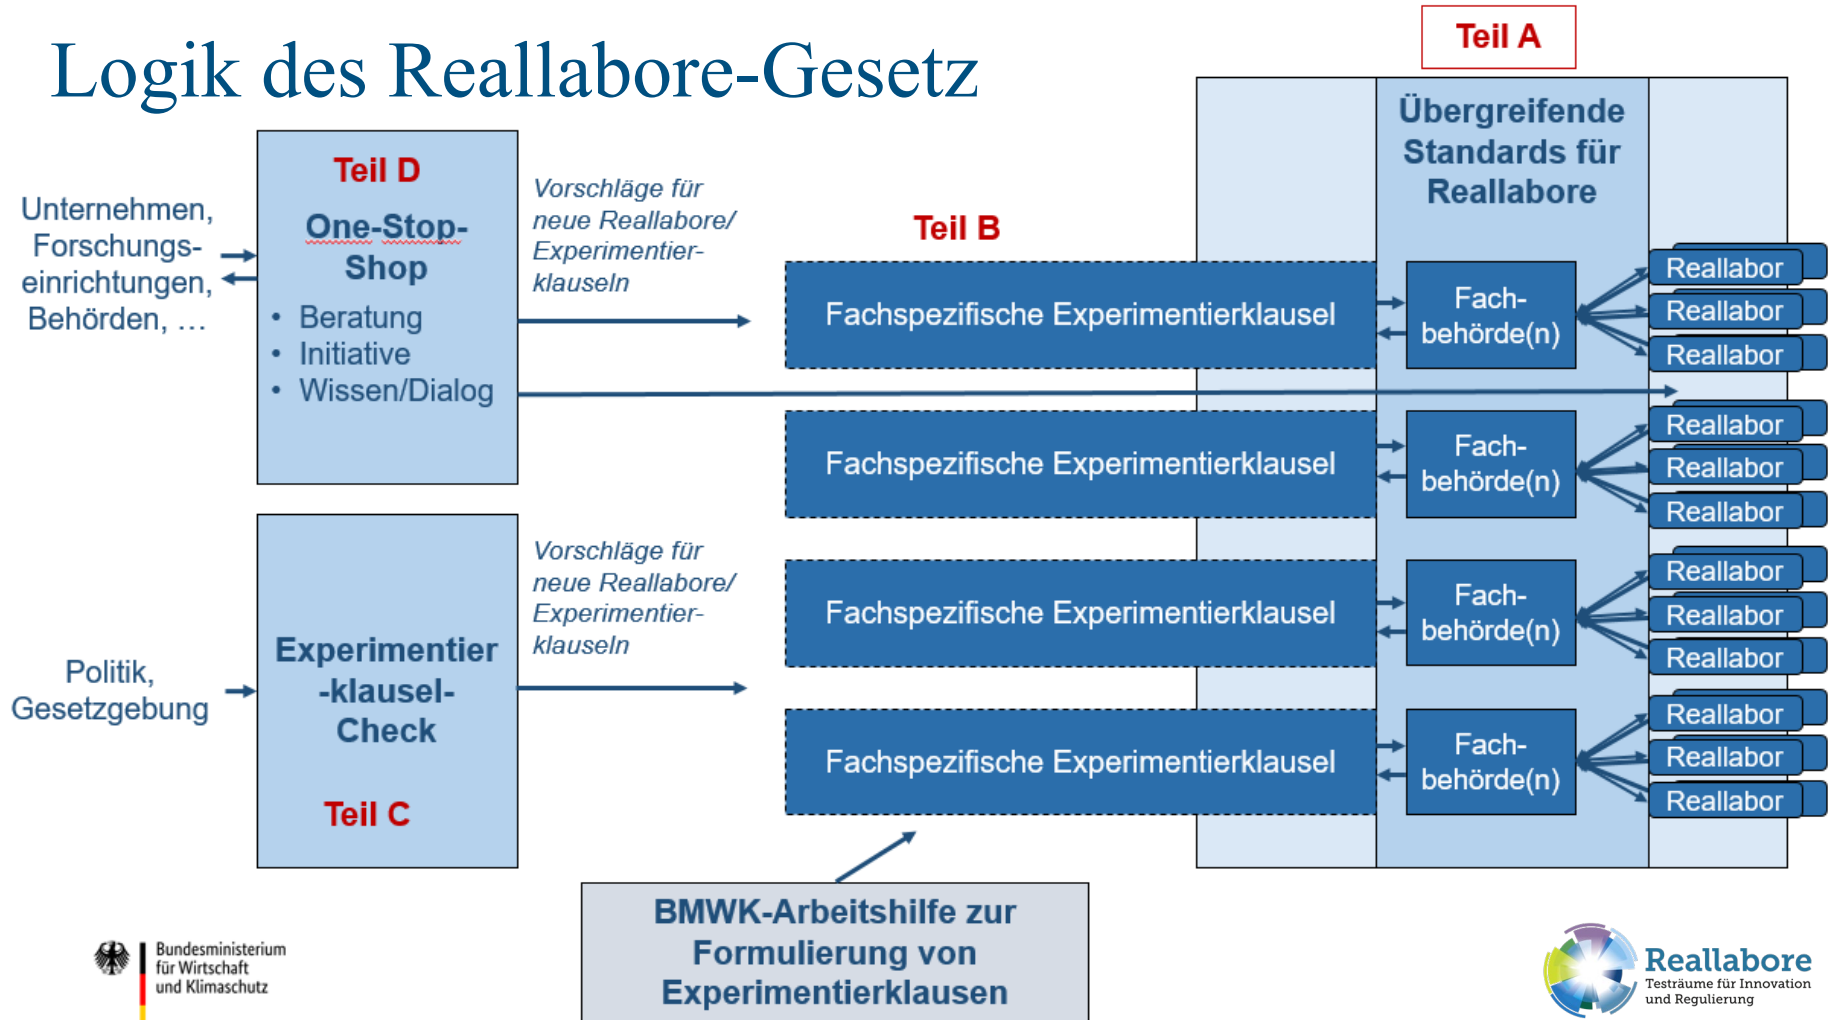 Logik des Reallabore-Gesetz
Teil A
Übergreifende
Standards für
Reallabore
Unternehmen,
Forschungs-
einrichtungen,
Behörden, …
Teil D
One-Stop-
Shop
• Beratung
• Initiative
• Wissen/Dialog
Vorschläge für
neue Reallabore/
Experimentier-
klauseln
Teil B
Fachspezifische Experimentierklausel
Fach-
behörde(n)
Reallabor
Reallabor
Reallabor
Fachspezifische Experimentierklausel
Fach-
behörde(n)
Reallabor
Reallabor
Reallabor
Politik,
Gesetzgebung
Experimentier
-klausel-
Check
Teil C
Vorschläge für
neue Reallabore/
Experimentier-
klauseln
Fachspezifische Experimentierklausel
Fach-
behörde(n)
Reallabor
Reallabor
Reallabor
Fachspezifische Experimentierklausel
Fach-
behörde(n)
Reallabor
Reallabor
Reallabor
BMWK-Arbeitshilfe zur
Formulierung von
Experimentierklausen
Bundesministerium
für Wirtschaft
und Klimaschutz
Reallabore
Testräume für Innovation
und Regulierung